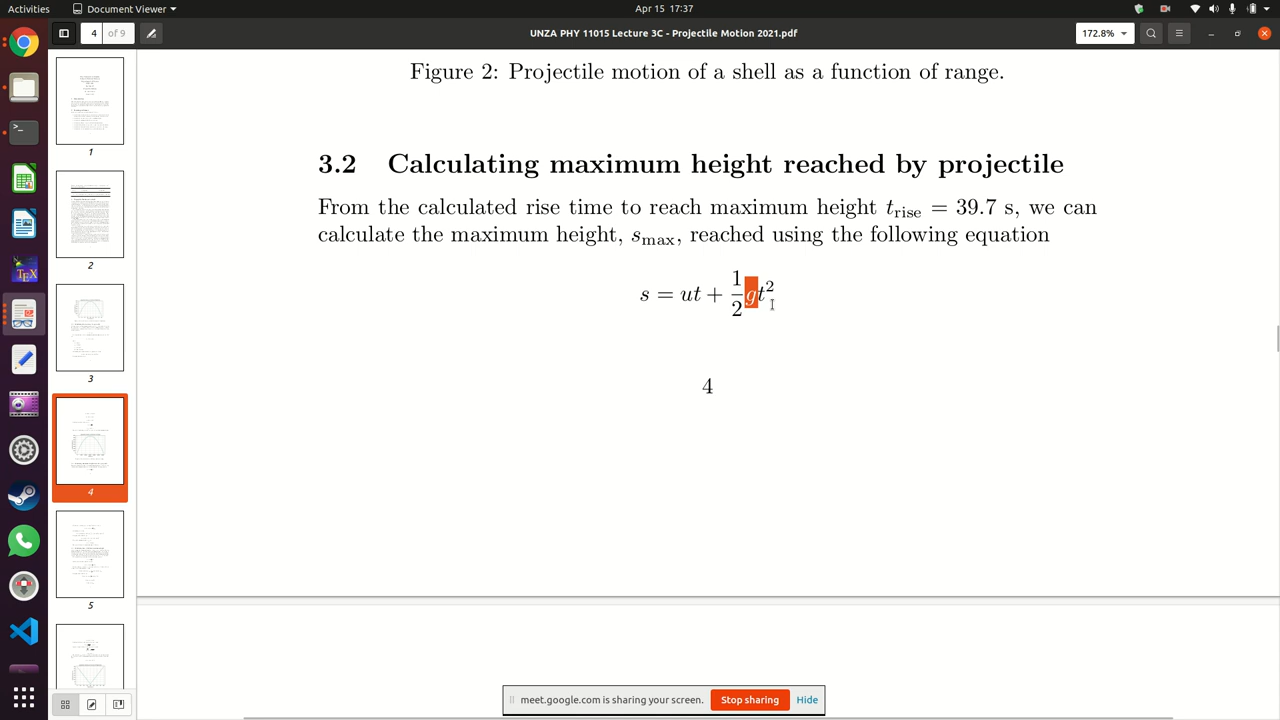 Activities
Document Viewer
Apr 15 17:37
4 of 9
UNZA PHY 11015 Lecture 3C - Projectile Motion 2021.pdf
172.8%
Figure 2: Projectile motion of a shell as a function of range.
3.2 Calculating maximum height reached by projectile
From the calculated rise time to reach maximum height t_rise = 39.7 s, we can
calculate the maximum height, s_max, reached using the following equation
s = ut + 1/2 gt²
4
1
2
3
4
5
meet.google.com is sharing your screen.
Stop sharing
Hide